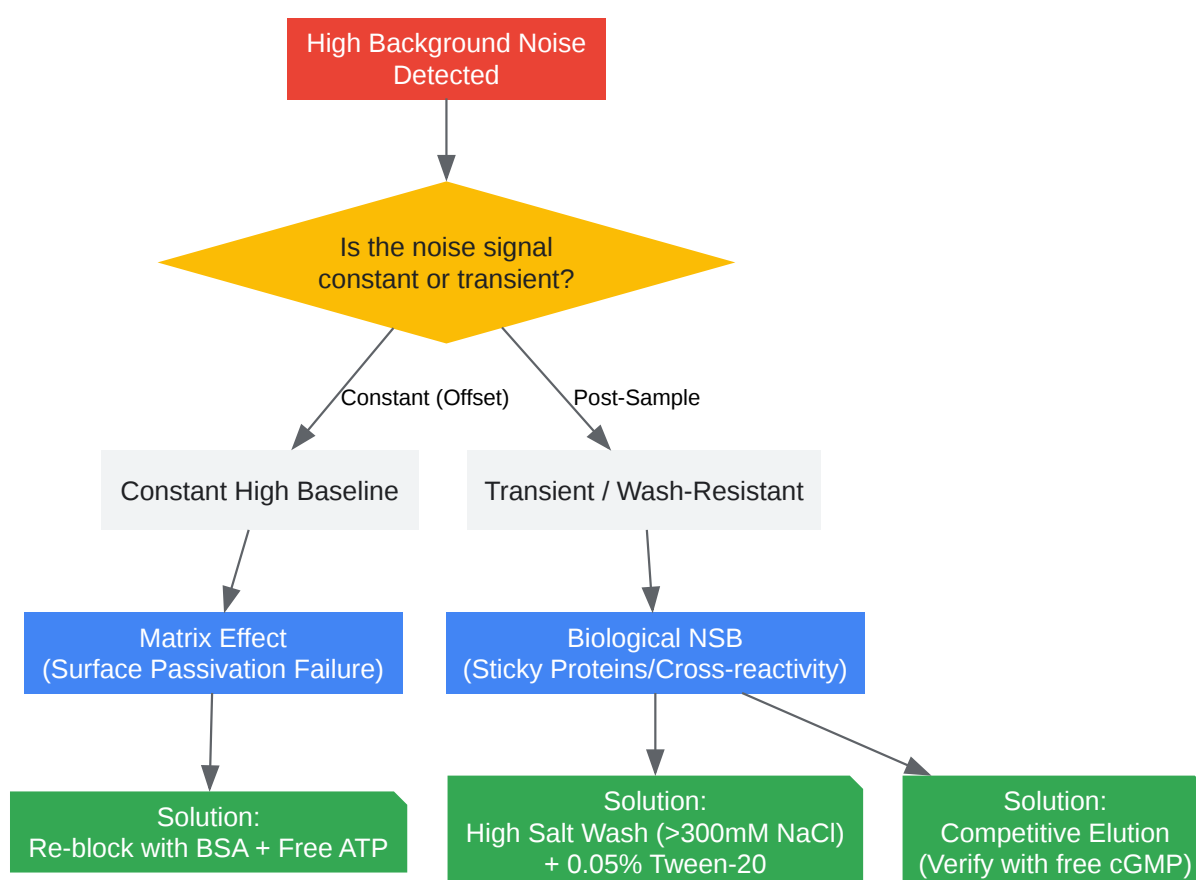 High Background Noise
Detected
Is the noise signal
constant or transient?
Constant (Offset)
Post-Sample
Constant High Baseline
Transient / Wash-Resistant
Matrix Effect
(Surface Passivation Failure)
Biological NSB
(Sticky Proteins/Cross-reactivity)
Solution:
Re-block with BSA + Free ATP
Solution:
High Salt Wash (>300mM NaCl)
+ 0.05% Tween-20
Solution:
Competitive Elution
(Verify with free cGMP)